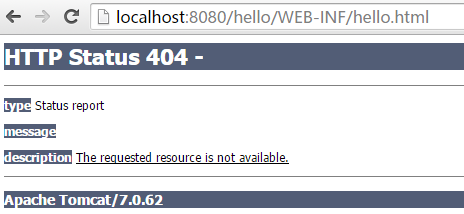 localhost:8080/hello/WEB-INF/hello.html
HTTP Status 404 -
type Status report
message
description The requested resource is not available.
Apache Tomcat/7.0.62